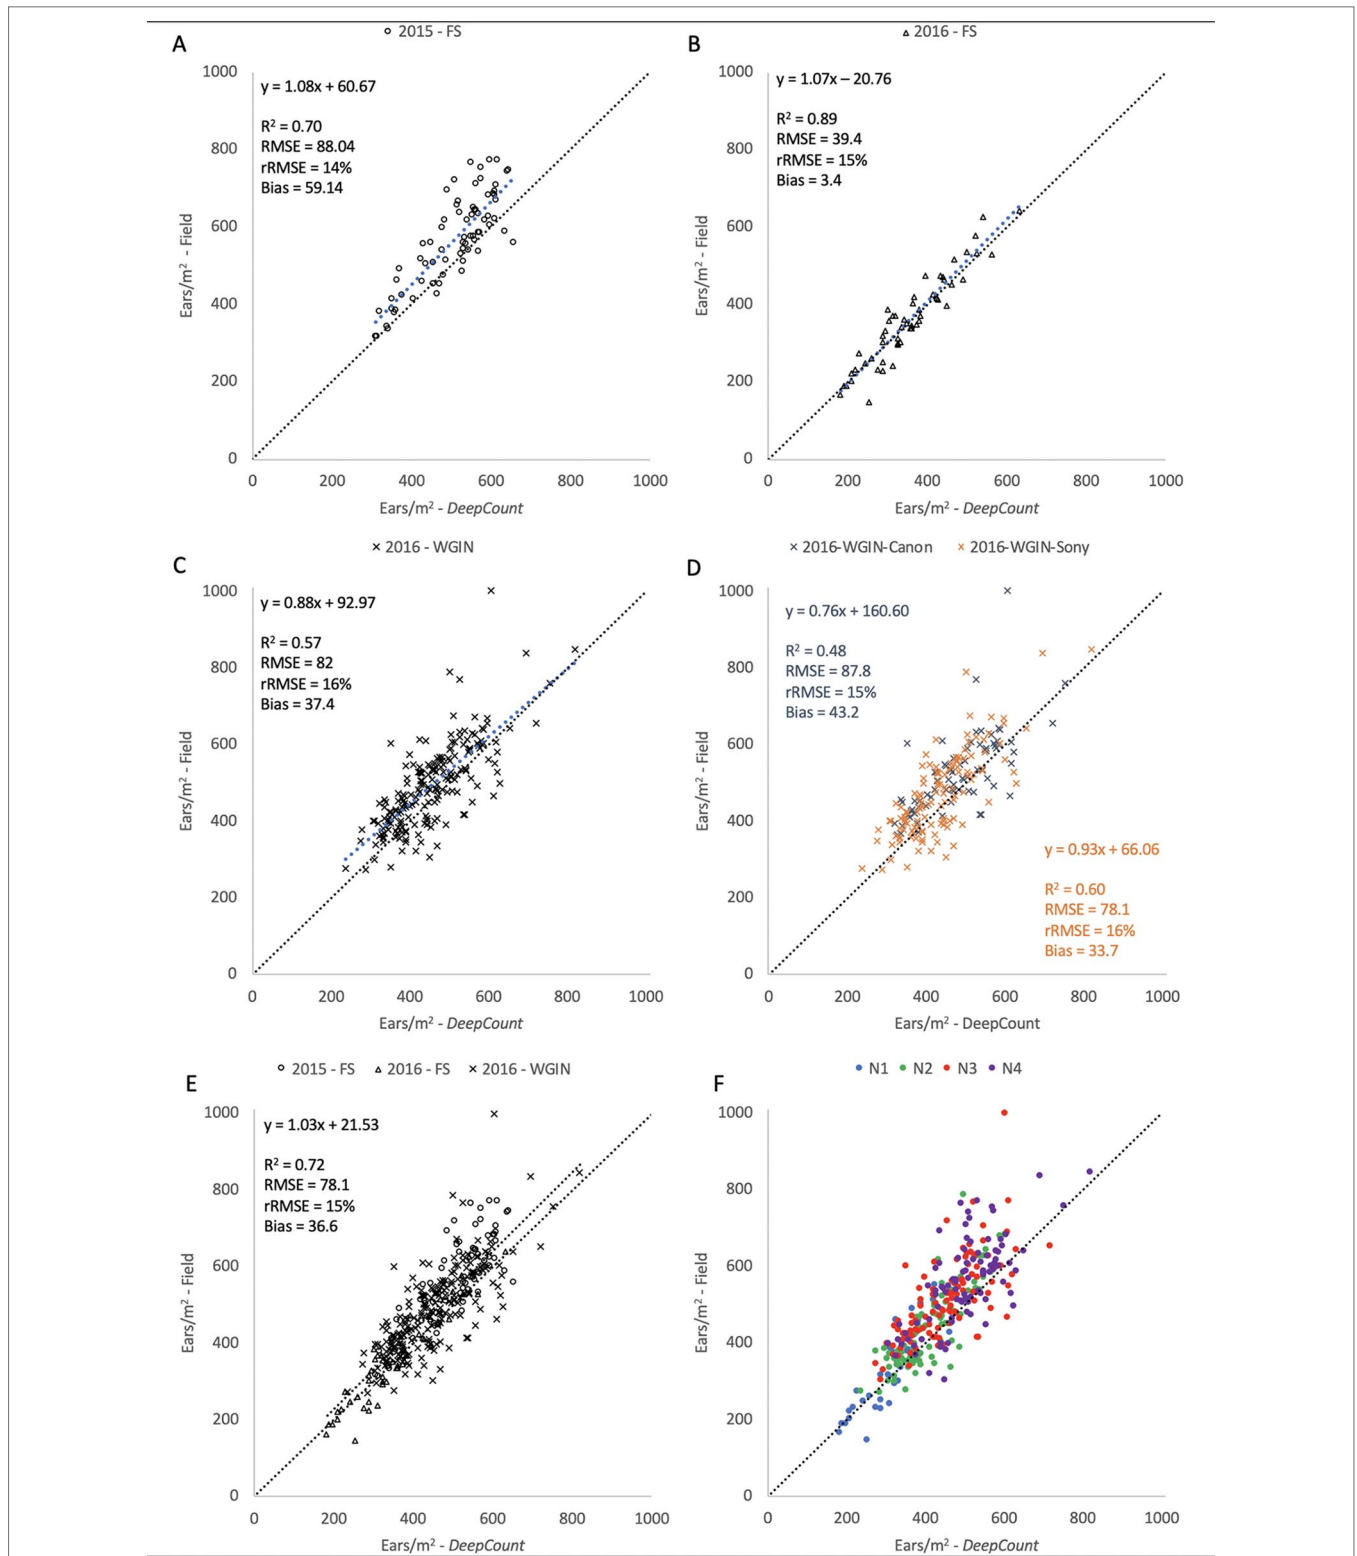 A
2015 - FS
y = 1.08x + 60.67
R² = 0.70
RMSE = 88.04
rRMSE = 14%
Bias = 59.14
1000
800
600
400
200
0
Ears/m² - Field
0 200 400 600 800 1000
Ears/m² - DeepCount
B
2016 - FS
y = 1.07x – 20.76
R² = 0.89
RMSE = 39.4
rRMSE = 15%
Bias = 3.4
1000
800
600
400
200
0
Ears/m² - Field
0 200 400 600 800 1000
Ears/m² - DeepCount
C
2016 - WGIN
y = 0.88x + 92.97
R² = 0.57
RMSE = 82
rRMSE = 16%
Bias = 37.4
1000
800
600
400
200
0
Ears/m² - Field
0 200 400 600 800 1000
Ears/m² - DeepCount
D
2016-WGIN-Canon 2016-WGIN-Sony
y = 0.76x + 160.60
R² = 0.48
RMSE = 87.8
rRMSE = 15%
Bias = 43.2
y = 0.93x + 66.06
R² = 0.60
RMSE = 78.1
rRMSE = 16%
Bias = 33.7
1000
800
600
400
200
0
Ears/m² - Field
0 200 400 600 800 1000
Ears/m² - DeepCount
E
2015 - FS 2016 - FS 2016 - WGIN
y = 1.03x + 21.53
R² = 0.72
RMSE = 78.1
rRMSE = 15%
Bias = 36.6
1000
800
600
400
200
0
Ears/m² - Field
0 200 400 600 800 1000
Ears/m² - DeepCount
F
N1 N2 N3 N4
1000
800
600
400
200
0
Ears/m² - Field
0 200 400 600 800 1000
Ears/m² - DeepCount